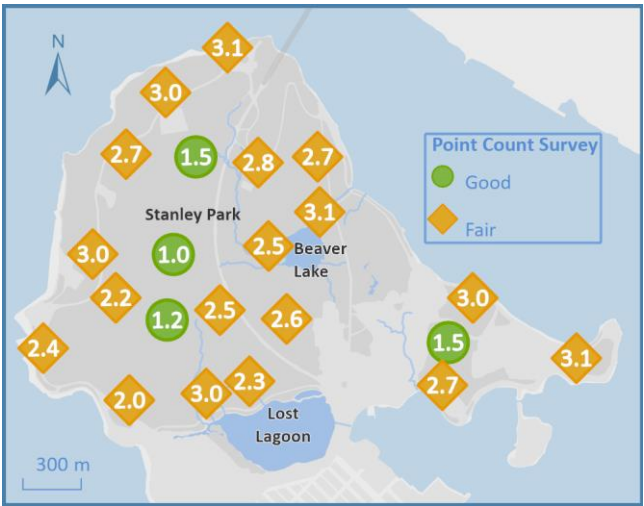 3.1
N
3.0
Point Count Survey
2.7
1.5
2.8
2.7
Good
Stanley Park
3.1
Fair
3.0
1.0
2.5
Beaver
Lake
2.2
2.5
3.0
1.2
2.6
2.4
1.5
3.1
2.0
3.0
2.3
2.7
Lost
Lagoon
300 m